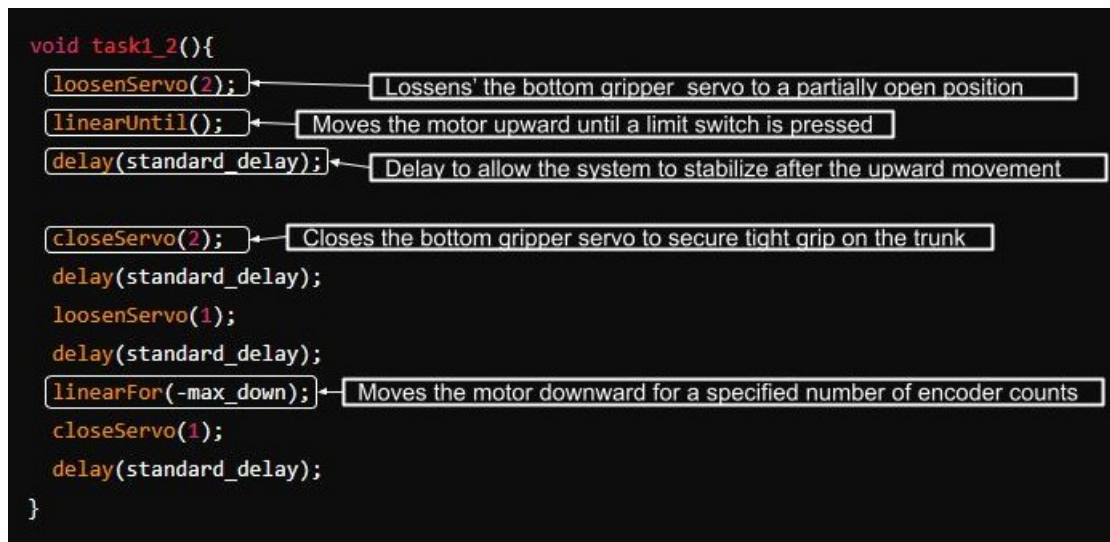 void task1_2(){
loosenServo(2); Lossens' the bottom gripper servo to a partially open position
linearUntil(); Moves the motor upward until a limit switch is pressed
delay(standard_delay); Delay to allow the system to stabilize after the upward movement
closeServo(2); Closes the bottom gripper servo to secure tight grip on the trunk
delay(standard_delay);
loosenServo(1);
delay(standard_delay);
linearFor(-max_down); Moves the motor downward for a specified number of encoder counts
closeServo(1);
delay(standard_delay);
}